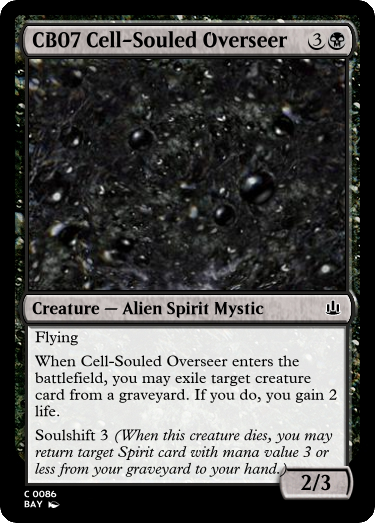 CB07 Cell-Souled Overseer 3
Creature — Alien Spirit Mystic
Flying
When Cell-Souled Overseer enters the
battlefield, you may exile target creature
card from a graveyard. If you do, you gain 2
life.
Soulshift 3 (When this creature dies, you may
return target Spirit card with mana value 3 or
less from your graveyard to your hand.)
2/3
C 0086
BAY